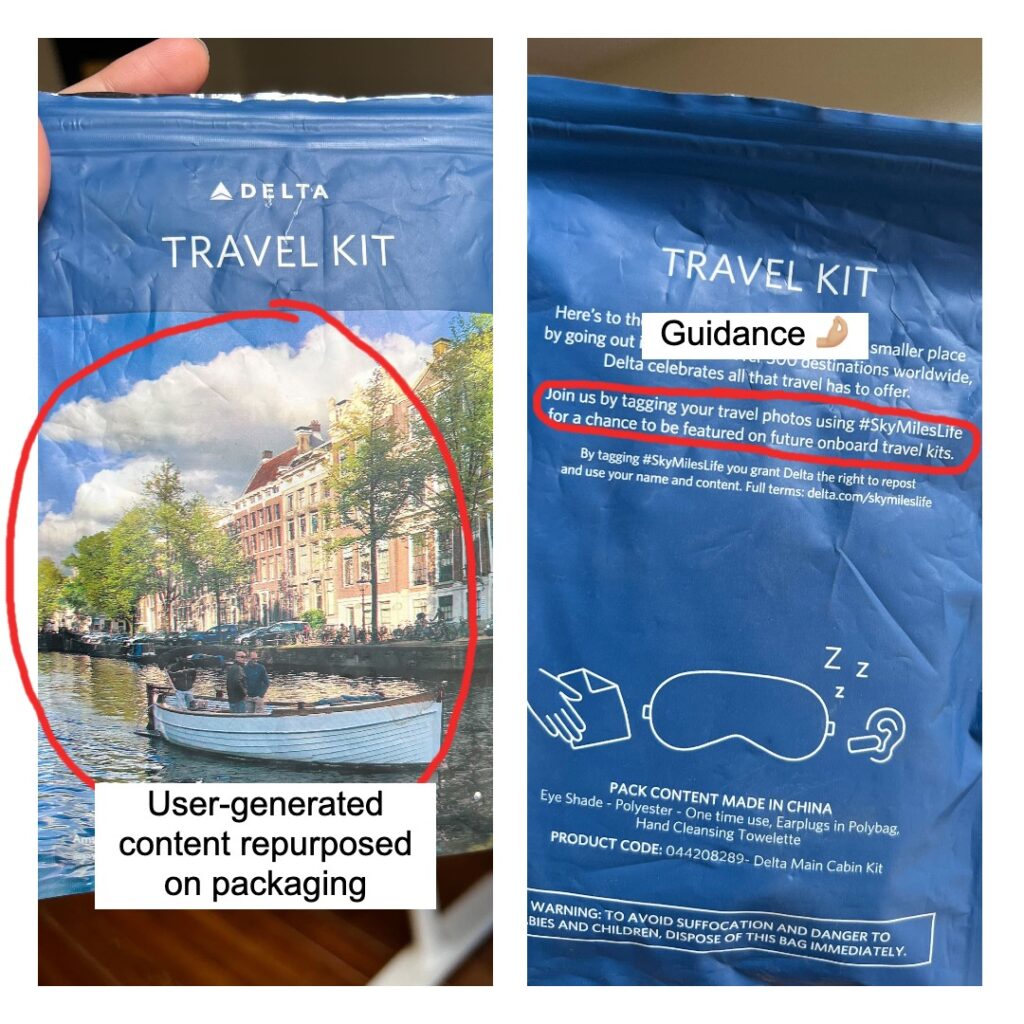 DELTA
TRAVEL KIT
User-generated
content repurposed
on packaging
TRAVEL KIT
Here's to
Guidance 🤌🏼
smaller place
by going out
destinations worldwide,
Delta celebrates all that travel has to offer.
Join us by tagging your travel photos using #SkyMilesLife
for a chance to be featured on future onboard travel kits.
By tagging #SkyMilesLife you grant Delta the right to repost
and use your name and content. Full terms: delta.com/skymileslife
Z
Z
Z
PACK CONTENT MADE IN CHINA
Eye Shade - Polyester - One time use, Earplugs in Polybag,
Hand Cleansing Towelette
PRODUCT CODE: 044208289- Delta Main Cabin Kit
WARNING: TO AVOID SUFFOCATION AND DANGER TO
AND CHILDREN, DISPOSE OF THIS BAG IMMEDIATELY.